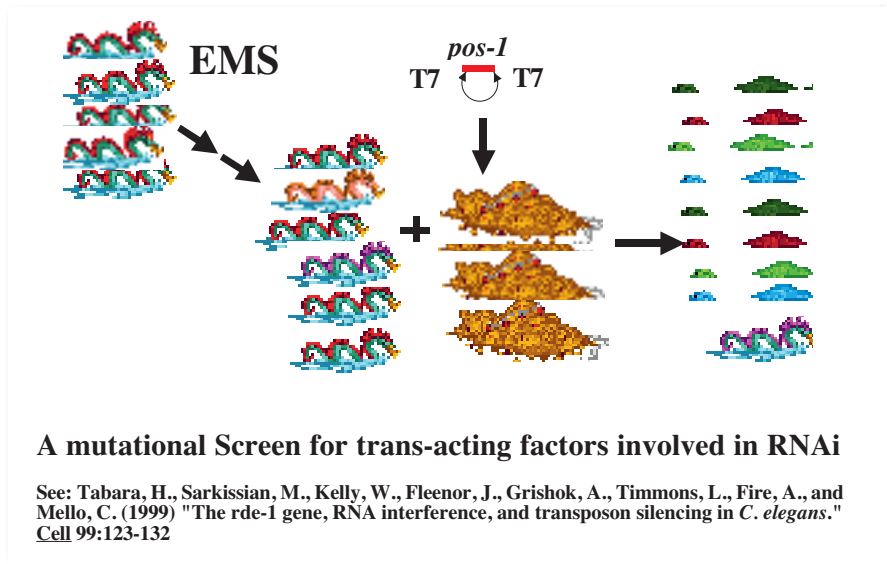 EMS
pos-1
T7 T7
A mutational Screen for trans-acting factors involved in RNAi
See: Tabara, H., Sarkissian, M., Kelly, W., Fleenor, J., Grishok, A., Timmons, L., Fire, A., and
Mello, C. (1999) "The rde-1 gene, RNA interference, and transposon silencing in C. elegans."
Cell 99:123-132